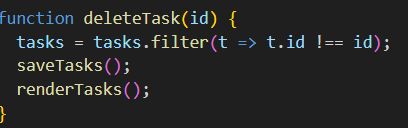 function deleteTask(id) {
  tasks = tasks.filter(t => t.id !== id);
  saveTasks();
  renderTasks();
}